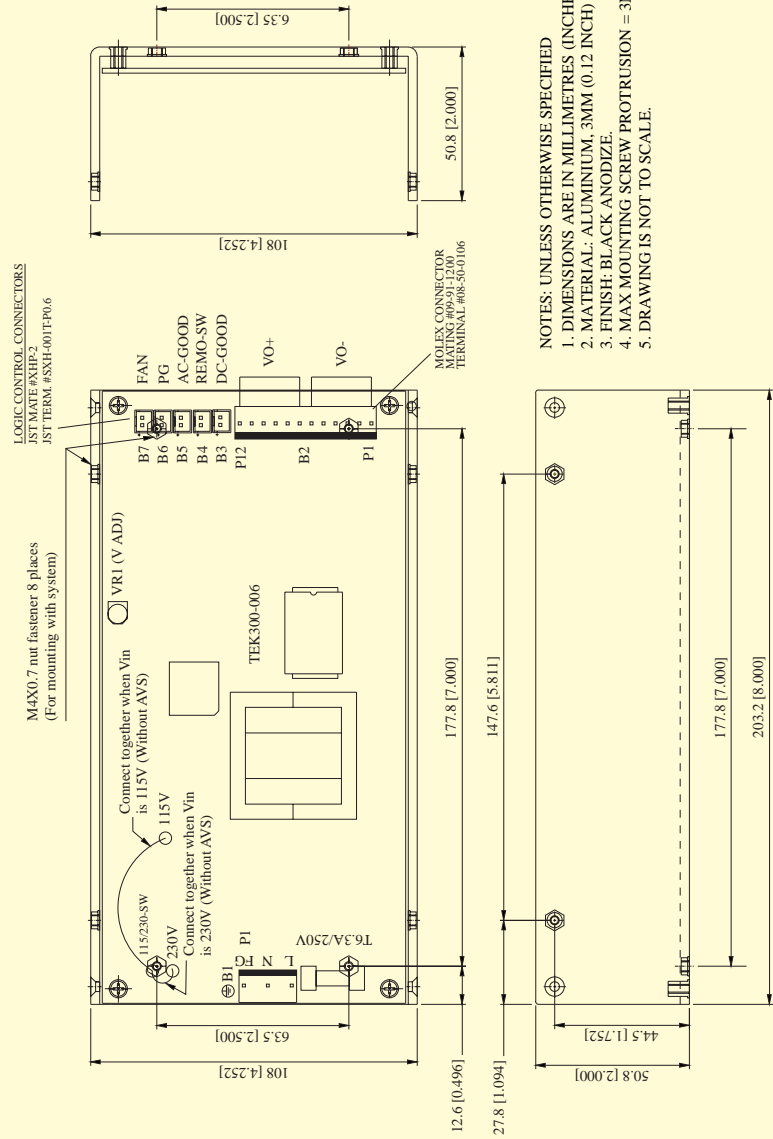 LOGIC CONTROL CONNECTORS
JST MATE #XHP-2
JST TERM. #SXH-001T-P0.6
M4X0.7 nut fastener 8 places
(For mounting with system)
6.35 [2.500]
50.8 [2.000]
108 [4.252]
FAN
PG
AC-GOOD
REMO-SW
DC-GOOD
B7
B6
B5
B4
B3
VO+
VO-
P12
B2
P1
MOLEX CONNECTOR
MATING #09-91-1200
TERMINAL #08-50-0106
VR1 (V ADJ)
TEK300-006
Connect together when Vin
is 115V (Without AVS)
115V
115/230-SW
230V
Connect together when Vin
is 230V (Without AVS)
B1
P1
FG
N
L
T6.3A/250V
63.5 [2.500]
108 [4.252]
12.6 [0.496]
177.8 [7.000]
27.8 [1.094]
147.6 [5.811]
44.5 [1.752]
50.8 [2.000]
177.8 [7.000]
203.2 [8.000]
NOTES: UNLESS OTHERWISE SPECIFIED
1. DIMENSIONS ARE IN MILLIMETRES
2. MATERIAL: ALUMINIUM, 3MM (0.12 INCH)
3. FINISH: BLACK ANODIZE.
4. MAX MOUNTING SCREW PROTRUSION =
5. DRAWING IS NOT TO SCALE.